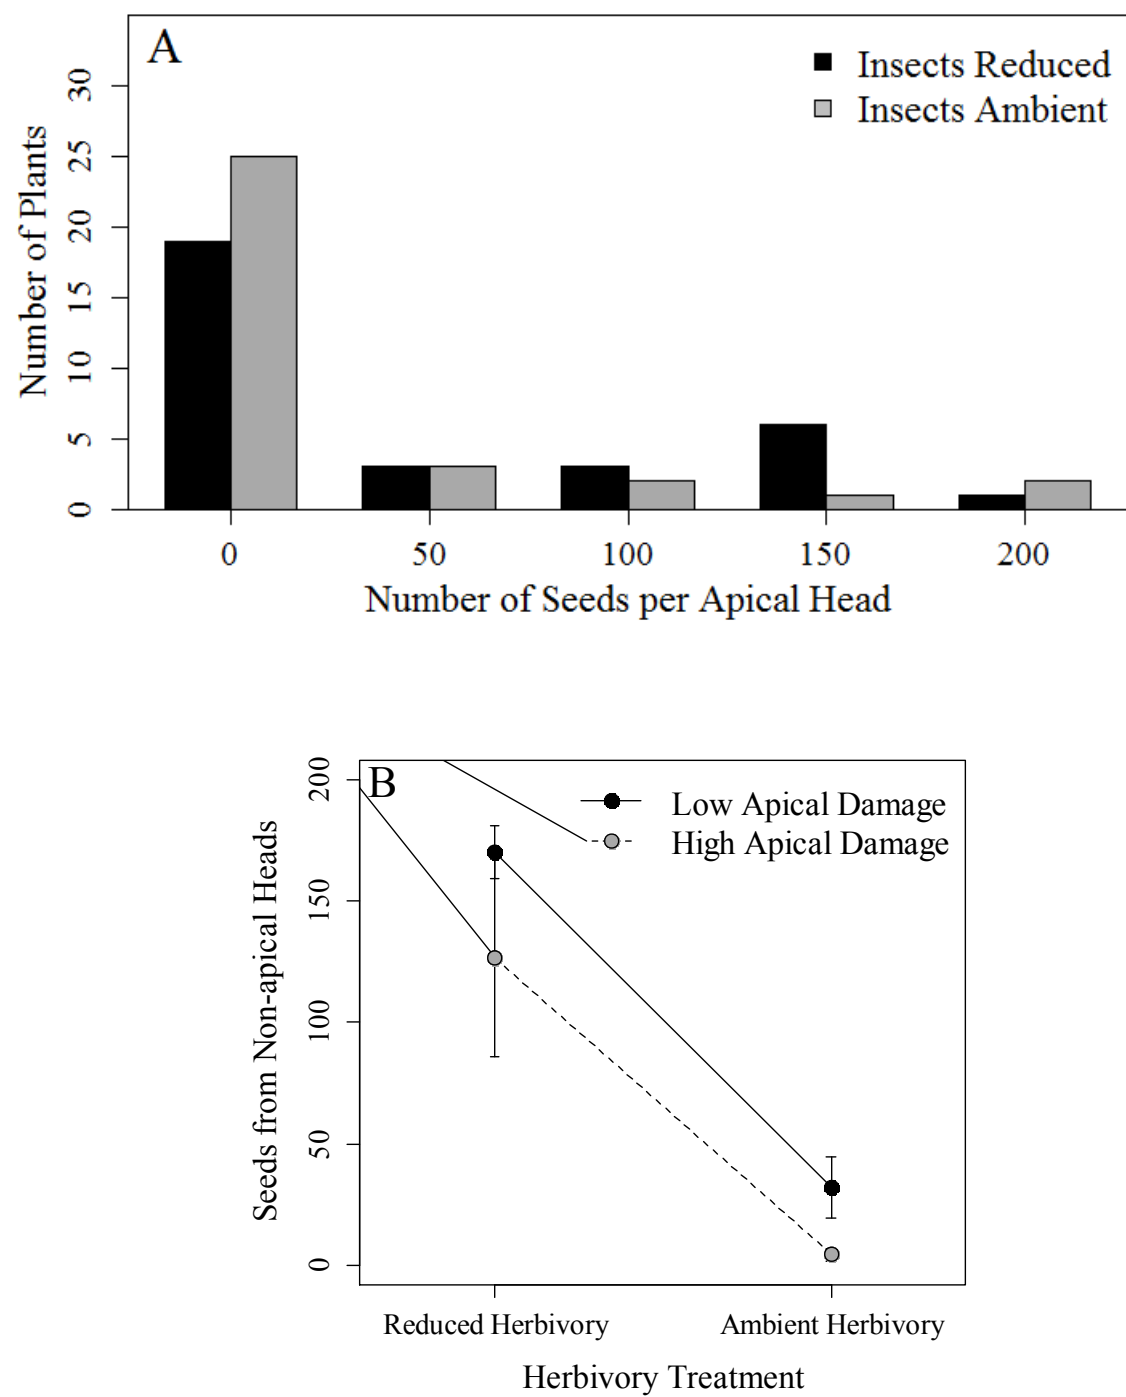 A
Insects Reduced
Insects Ambient
Number of Plants
30
25
20
15
10
5
0
0 50 100 150 200
Number of Seeds per Apical Head
B
Low Apical Damage
High Apical Damage
Seeds from Non-apical Heads
200
150
100
50
0
Reduced Herbivory Ambient Herbivory
Herbivory Treatment